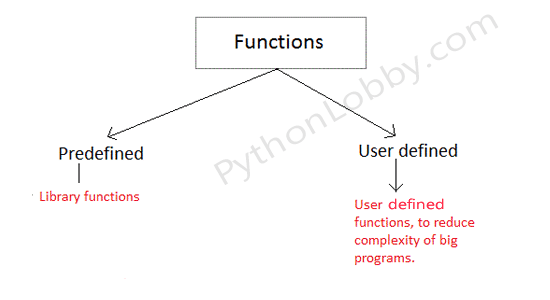 Functions
PythonLobby.com
Predefined
User defined
Library functions
User defined
functions, to reduce
complexity of big
programs.